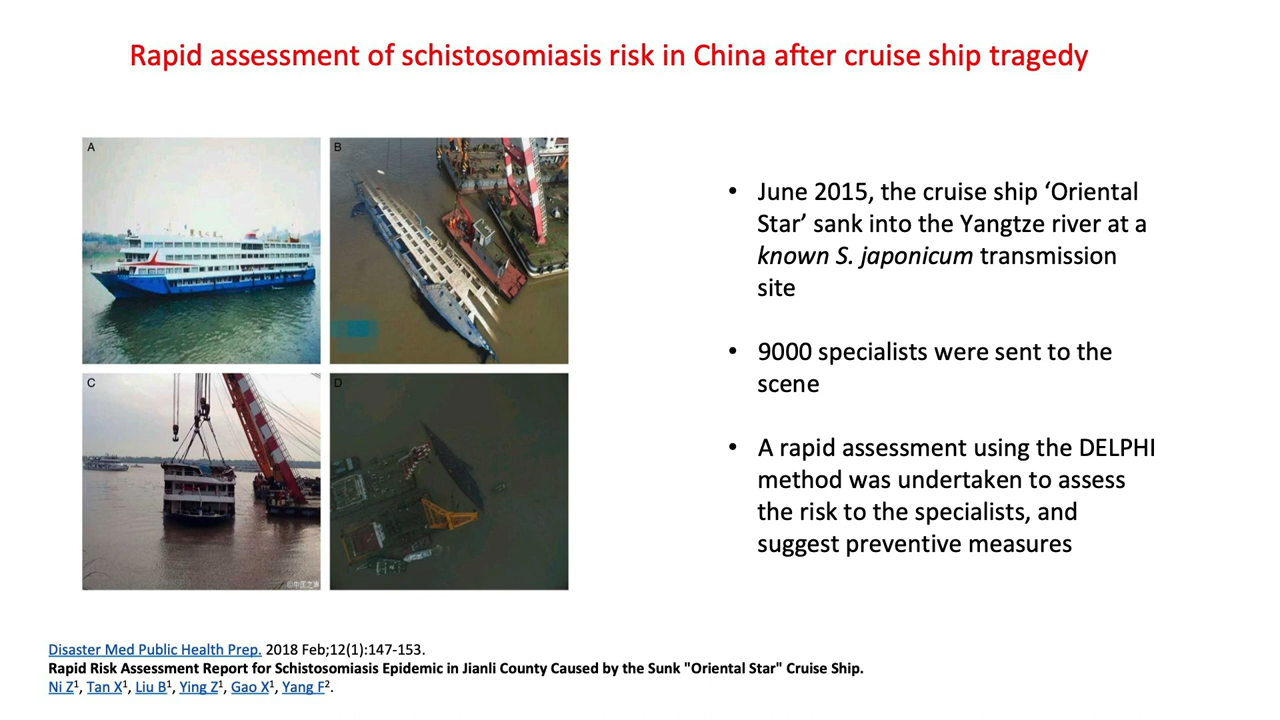 Rapid assessment of schistosomiasis risk in China after cruise ship tragedy
A
B
C
D
©中国之声
• June 2015, the cruise ship ‘Oriental
Star’ sank into the Yangtze river at a
known S. japonicum transmission
site
• 9000 specialists were sent to the
scene
• A rapid assessment using the DELPHI
method was undertaken to assess
the risk to the specialists, and
suggest preventive measures
Disaster Med Public Health Prep. 2018 Feb;12(1):147-153.
Rapid Risk Assessment Report for Schistosomiasis Epidemic in Jianli County Caused by the Sunk "Oriental Star" Cruise Ship.
Ni Z¹, Tan X¹, Liu B¹, Ying Z¹, Gao X¹, Yang F².